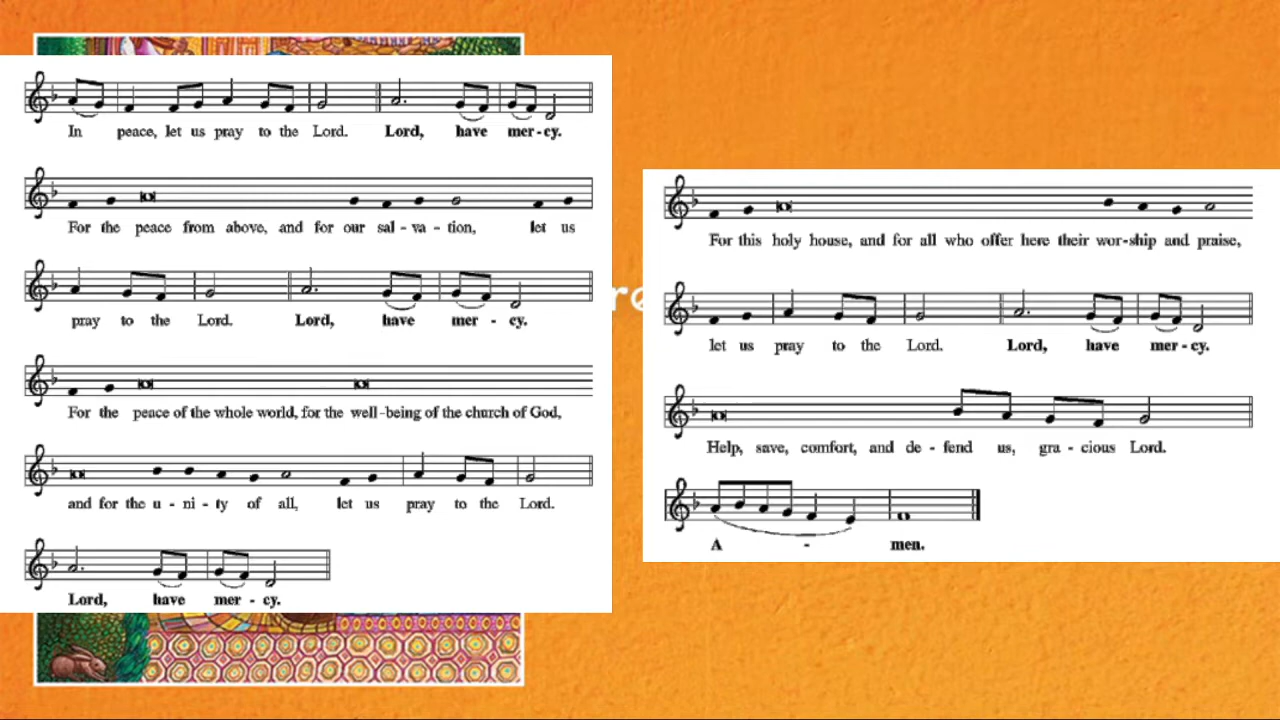 In peace, let us pray to the Lord. Lord, have mer - cy.
For the peace from above, and for our sal - va - tion, let us
pray to the Lord. Lord, have mer - cy.
For the peace of the whole world, for the well - being of the church of God,
and for the u - ni - ty of all, let us pray to the Lord.
Lord, have mer - cy.
For this holy house, and for all who offer here their wor - ship and praise,
let us pray to the Lord. Lord, have mer - cy.
Help, save, comfort, and de - fend us, gra - cious Lord.
A - men.